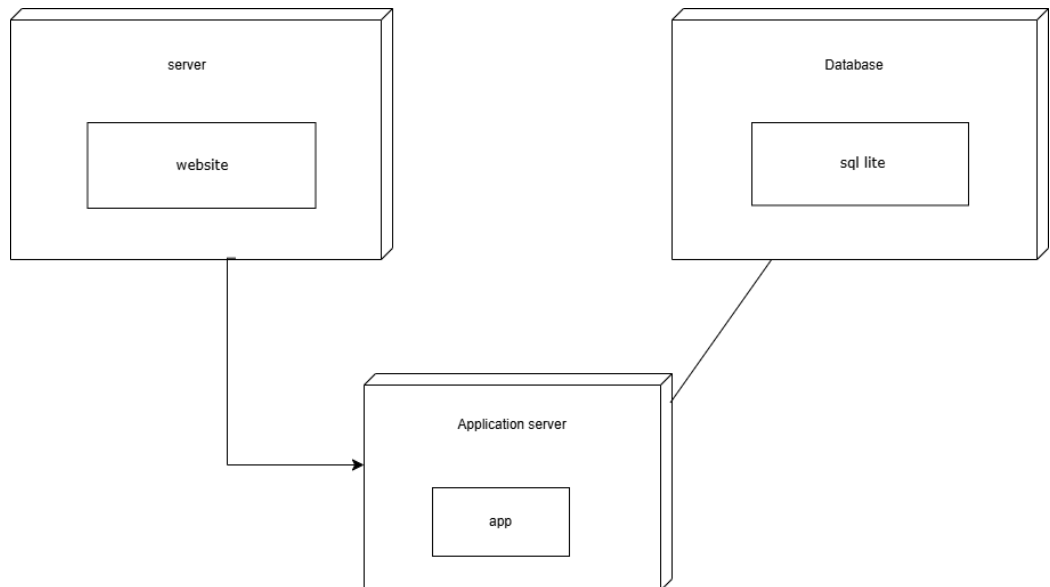 server
website
Database
sql lite
Application server
app